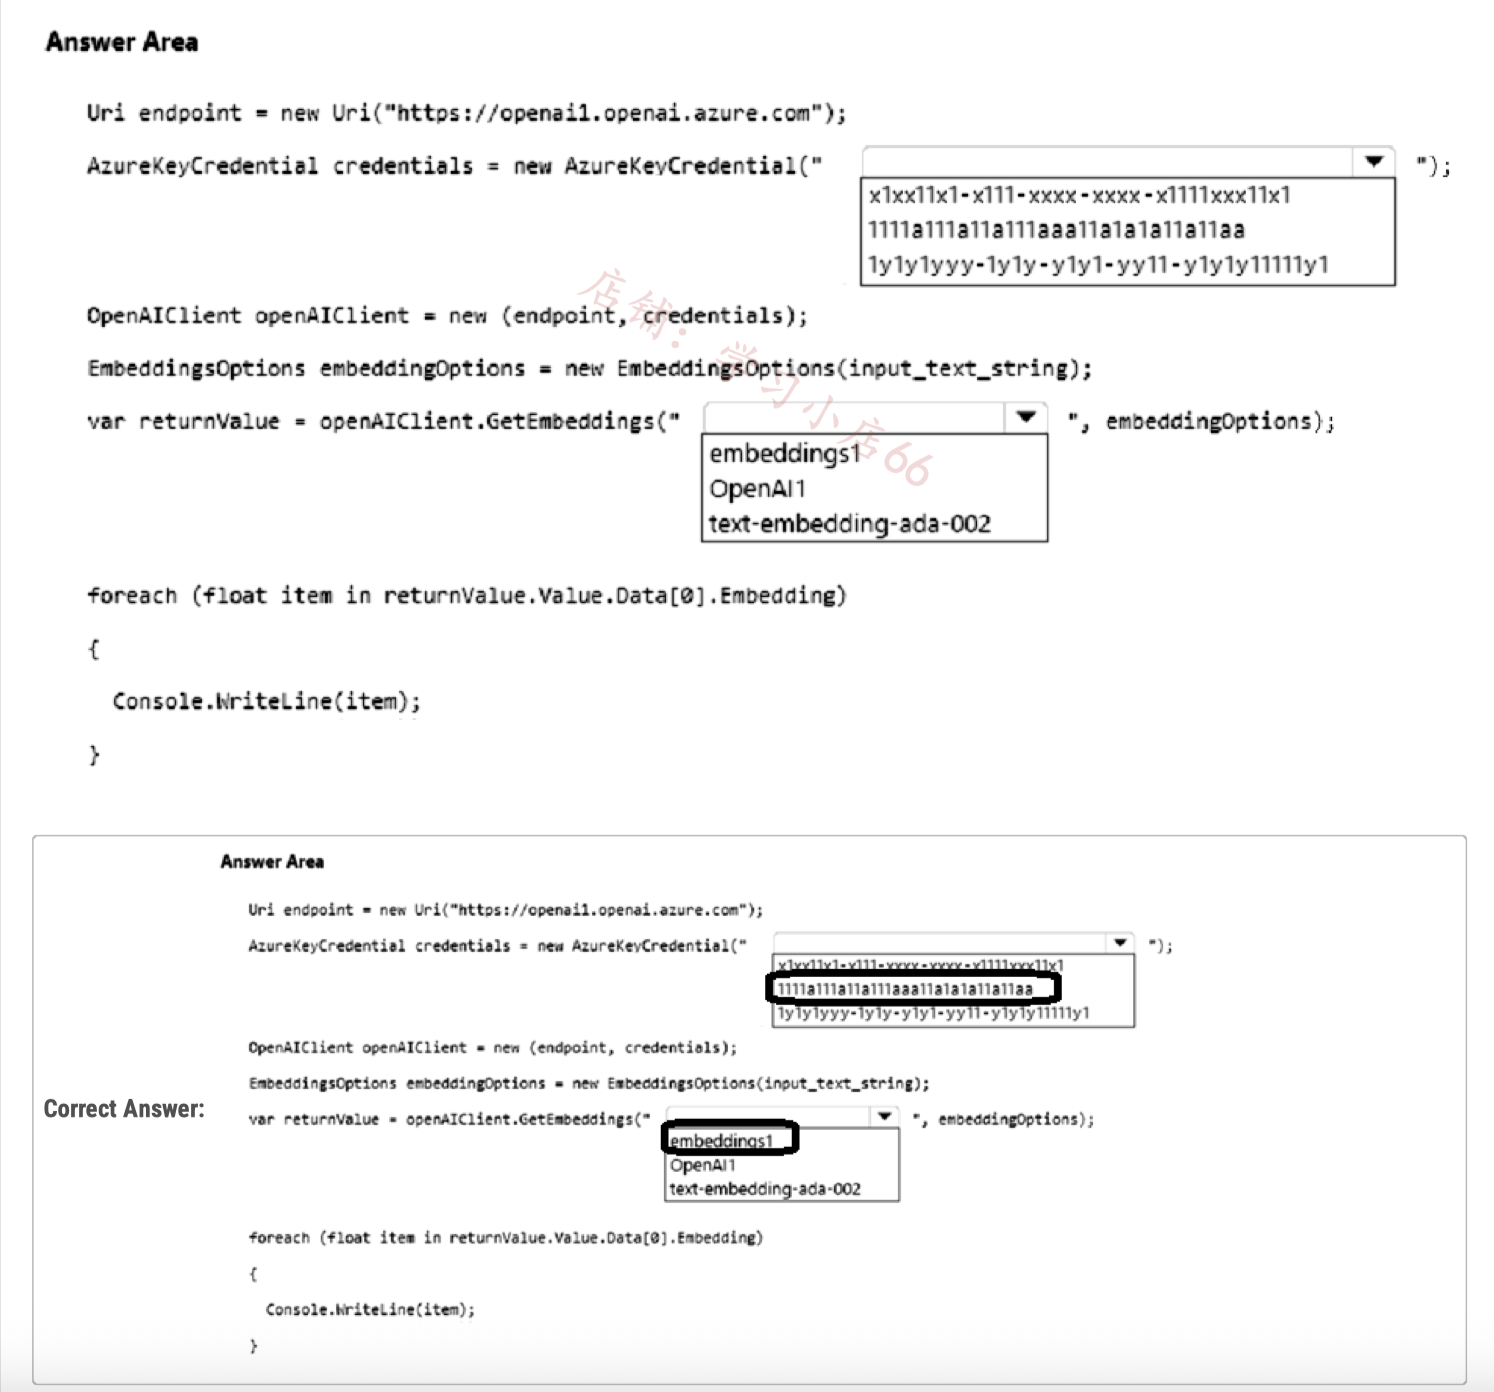 Answer Area
Uri endpoint = new Uri("https://openai1.openai.azure.com");
AzureKeyCredential credentials = new AzureKeyCredential(" ");
x1xx11x1-x111-xxxx-xxxx-x1111xxx11x1
1111a111a11a111aaa11a1a1a11a11aa
1y1y1yyy-1y1y-y1y1-yy11-y1y1y11111y1
OpenAIClient openAIClient = new (endpoint, credentials);
EmbeddingsOptions embeddingOptions = new EmbeddingsOptions(input_text_string);
var returnValue = openAIClient.GetEmbeddings(" ", embeddingOptions);
embeddings1
OpenAI1
text-embedding-ada-002
店铺：学习小店66
foreach (float item in returnValue.Value.Data[0].Embedding)
{
Console.WriteLine(item);
}
Correct Answer:
Answer Area
Uri endpoint = new Uri("https://openai1.openai.azure.com");
AzureKeyCredential credentials = new AzureKeyCredential(" ");
x1xx11x1-x111-xxxx-xxxx-x1111xxx11x1
1111a111a11a111aaa11a1a1a11a11aa
1y1y1yyy-1y1y-y1y1-yy11-y1y1y11111y1
OpenAIClient openAIClient = new (endpoint, credentials);
EmbeddingsOptions embeddingOptions = new EmbeddingsOptions(input_text_string);
var returnValue = openAIClient.GetEmbeddings(" ", embeddingOptions);
embeddings1
OpenAI1
text-embedding-ada-002
foreach (float item in returnValue.Value.Data[0].Embedding)
{
Console.WriteLine(item);
}